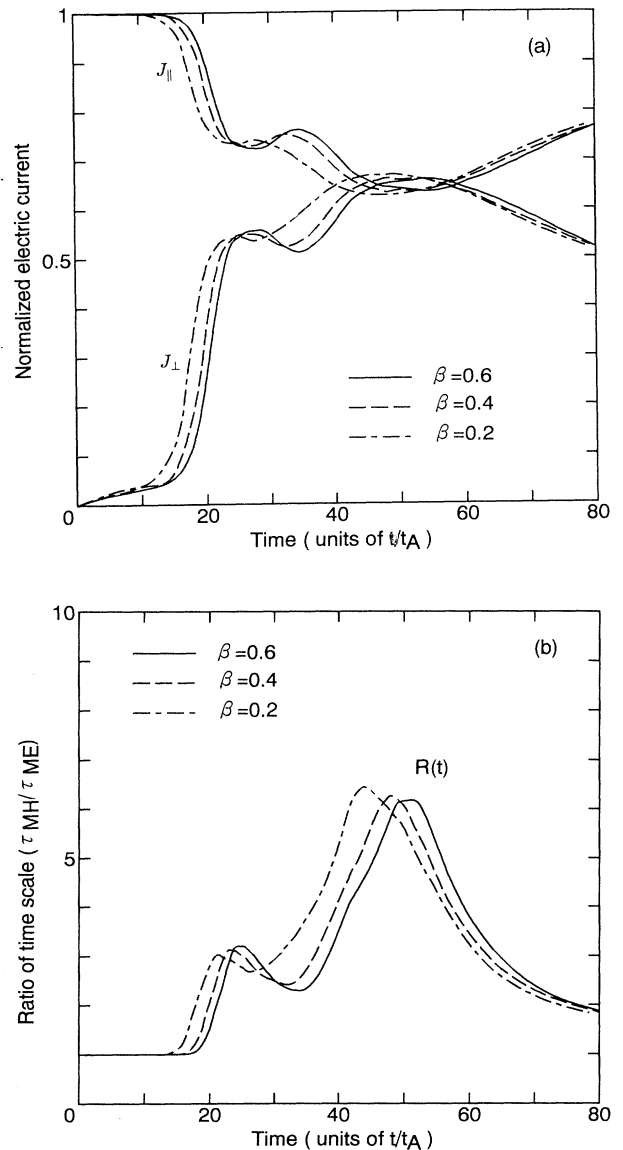 1
(a)
J∥
Normalized electric current
0.5
J⊥
β=0.6
β=0.4
β=0.2
0
20
40
60
80
Time ( units of t/tA )
10
(b)
β=0.6
β=0.4
β=0.2
R(t)
Ratio of time scale ( τ MH/ τ ME)
5
0
20
40
60
80
Time ( units of t/tA )